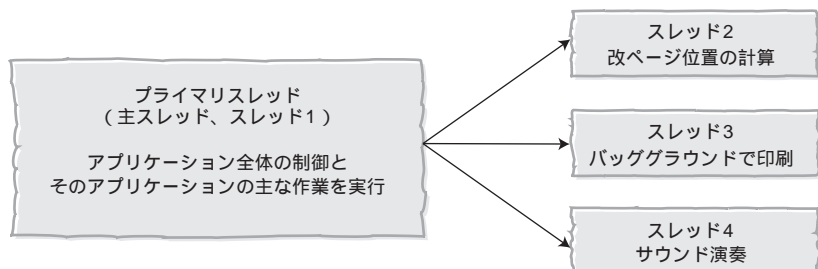 プライマリスレッド
（主スレッド、スレッド1）
アプリケーション全体の制御と
そのアプリケーションの主な作業を実行
スレッド2
改ページ位置の計算
スレッド3
バッググラウンドで印刷
スレッド4
サウンド演奏